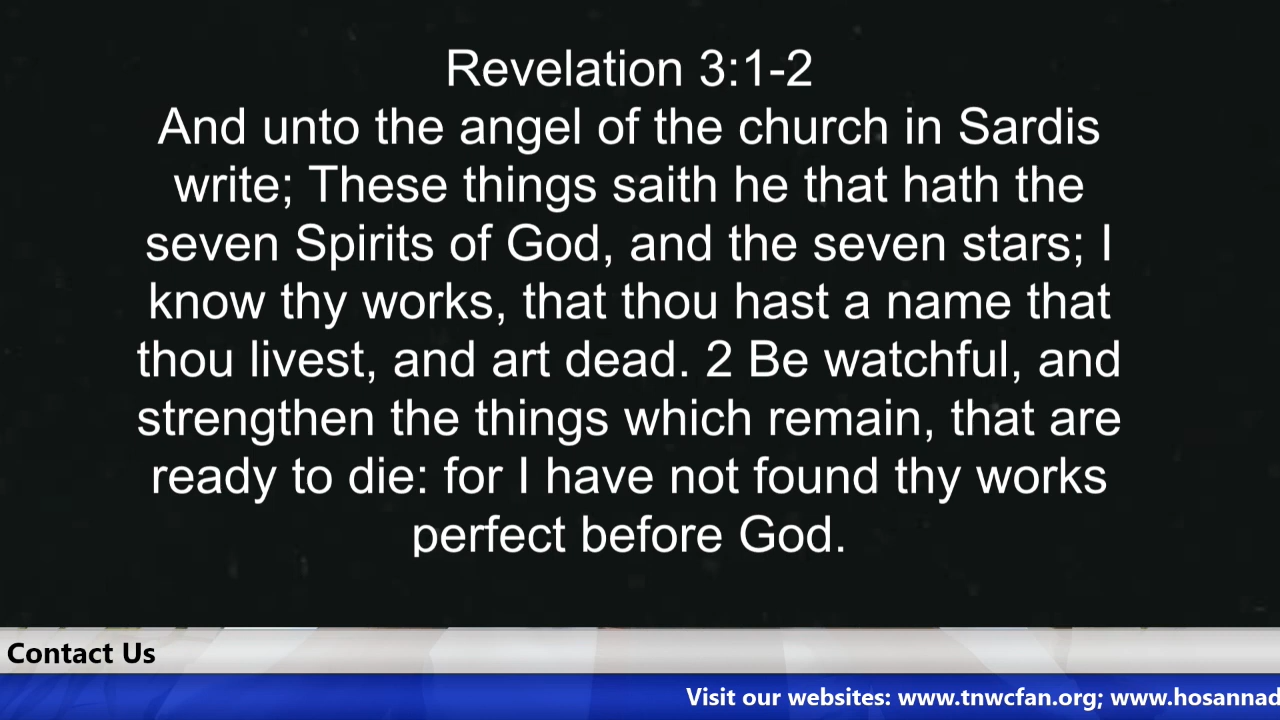 Revelation 3:1-2
And unto the angel of the church in Sardis
write; These things saith he that hath the
seven Spirits of God, and the seven stars; I
know thy works, that thou hast a name that
thou livest, and art dead. 2 Be watchful, and
strengthen the things which remain, that are
ready to die: for I have not found thy works
perfect before God.
Contact Us
Visit our websites: www.tnwcfan.org; www.hosannad